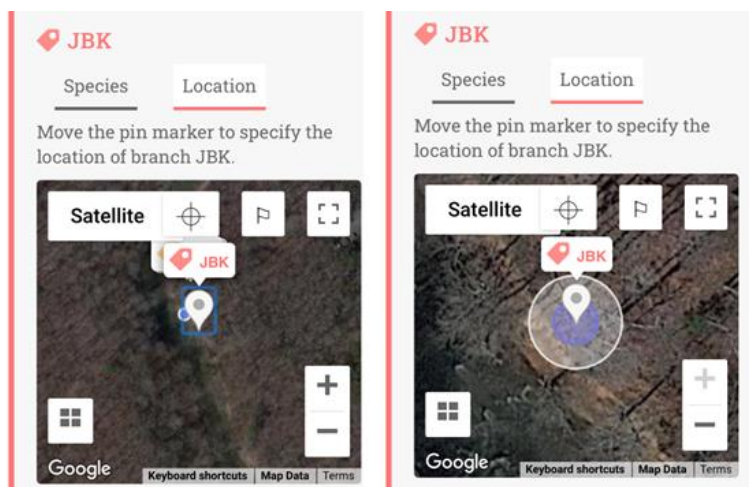 JBK
Species Location
Move the pin marker to specify the
location of branch JBK.
Satellite
JBK
Google
Keyboard shortcuts Map Data Terms
JBK
Species Location
Move the pin marker to specify the
location of branch JBK.
Satellite
JBK
Google
Keyboard shortcuts Map Data Terms